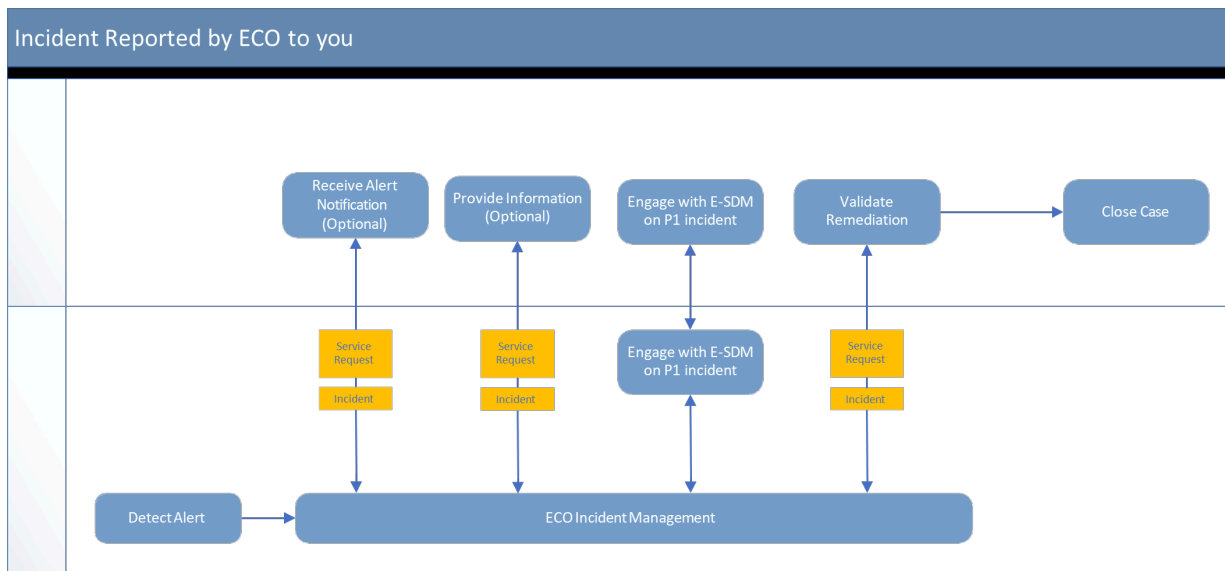 Incident Reported by ECO to you
Receive Alert
Notification
(Optional)
Provide Information
(Optional)
Engage with E-SDM
on P1 incident
Validate
Remediation
Close Case
Service
Request
Incident
Service
Request
Incident
Engage with E-SDM
on P1 incident
Service
Request
Incident
Detect Alert
ECO Incident Management